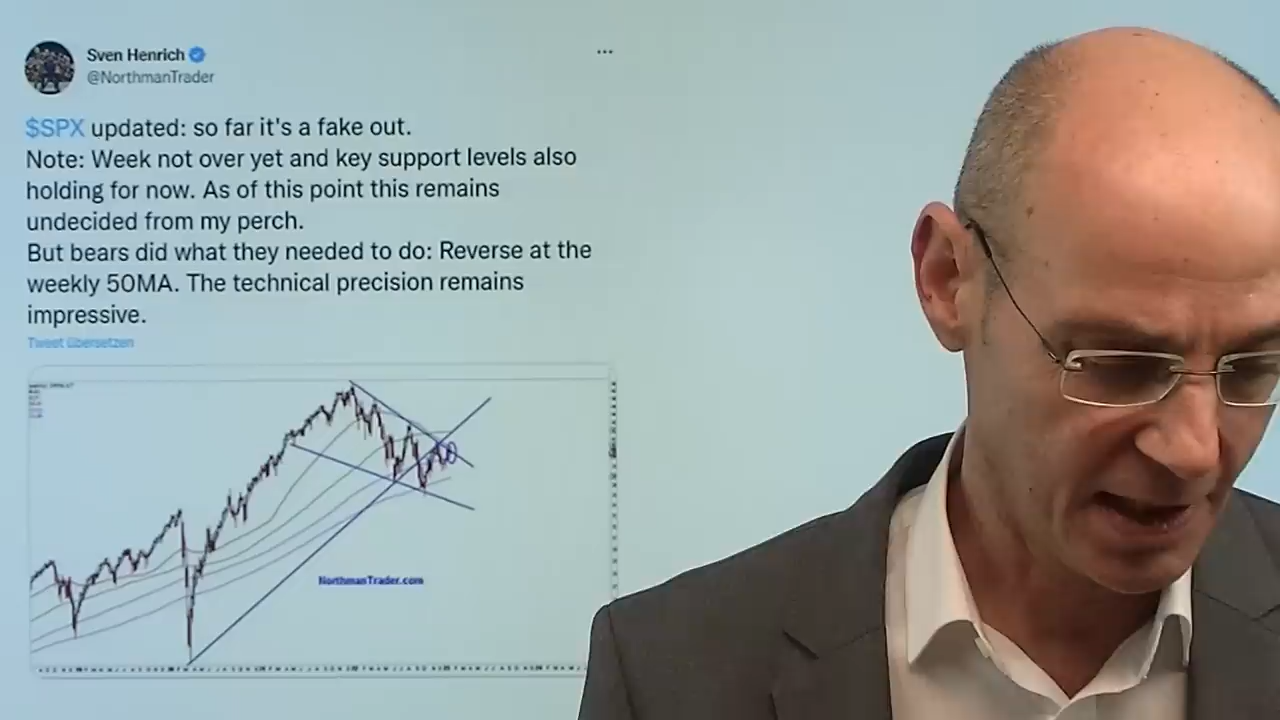 Sven Henrich
@NorthmanTrader
$SPX updated: so far it's a fake out.
Note: Week not over yet and key support levels also
holding for now. As of this point this remains
undecided from my perch.
But bears did what they needed to do: Reverse at the
weekly 50MA. The technical precision remains
impressive.
Tweet übersetzen
NorthmanTrader.com